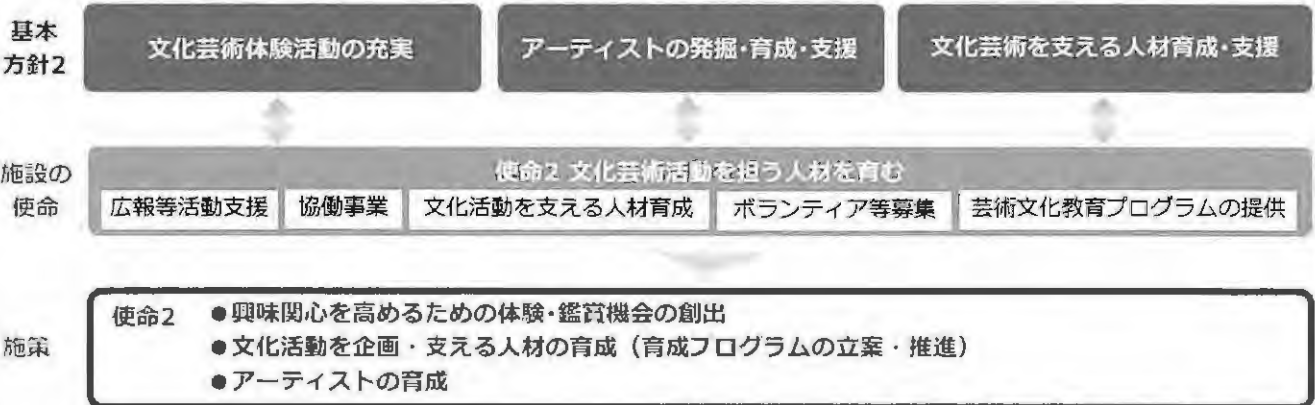 基本
方針2
文化芸術体験活動の充実
アーティストの発掘・育成・支援
文化芸術を支える人材育成・支援
施設の
使命
使命2 文化芸術活動を担う人材を育む
広報等活動支援
協働事業
文化活動を支える人材育成
ボランティア等募集
芸術文化教育プログラムの提供
施策
使命2
●興味関心を高めるための体験・鑑賞機会の創出
●文化活動を企画・支える人材の育成(育成プログラムの立案・推進)
●アーティストの育成